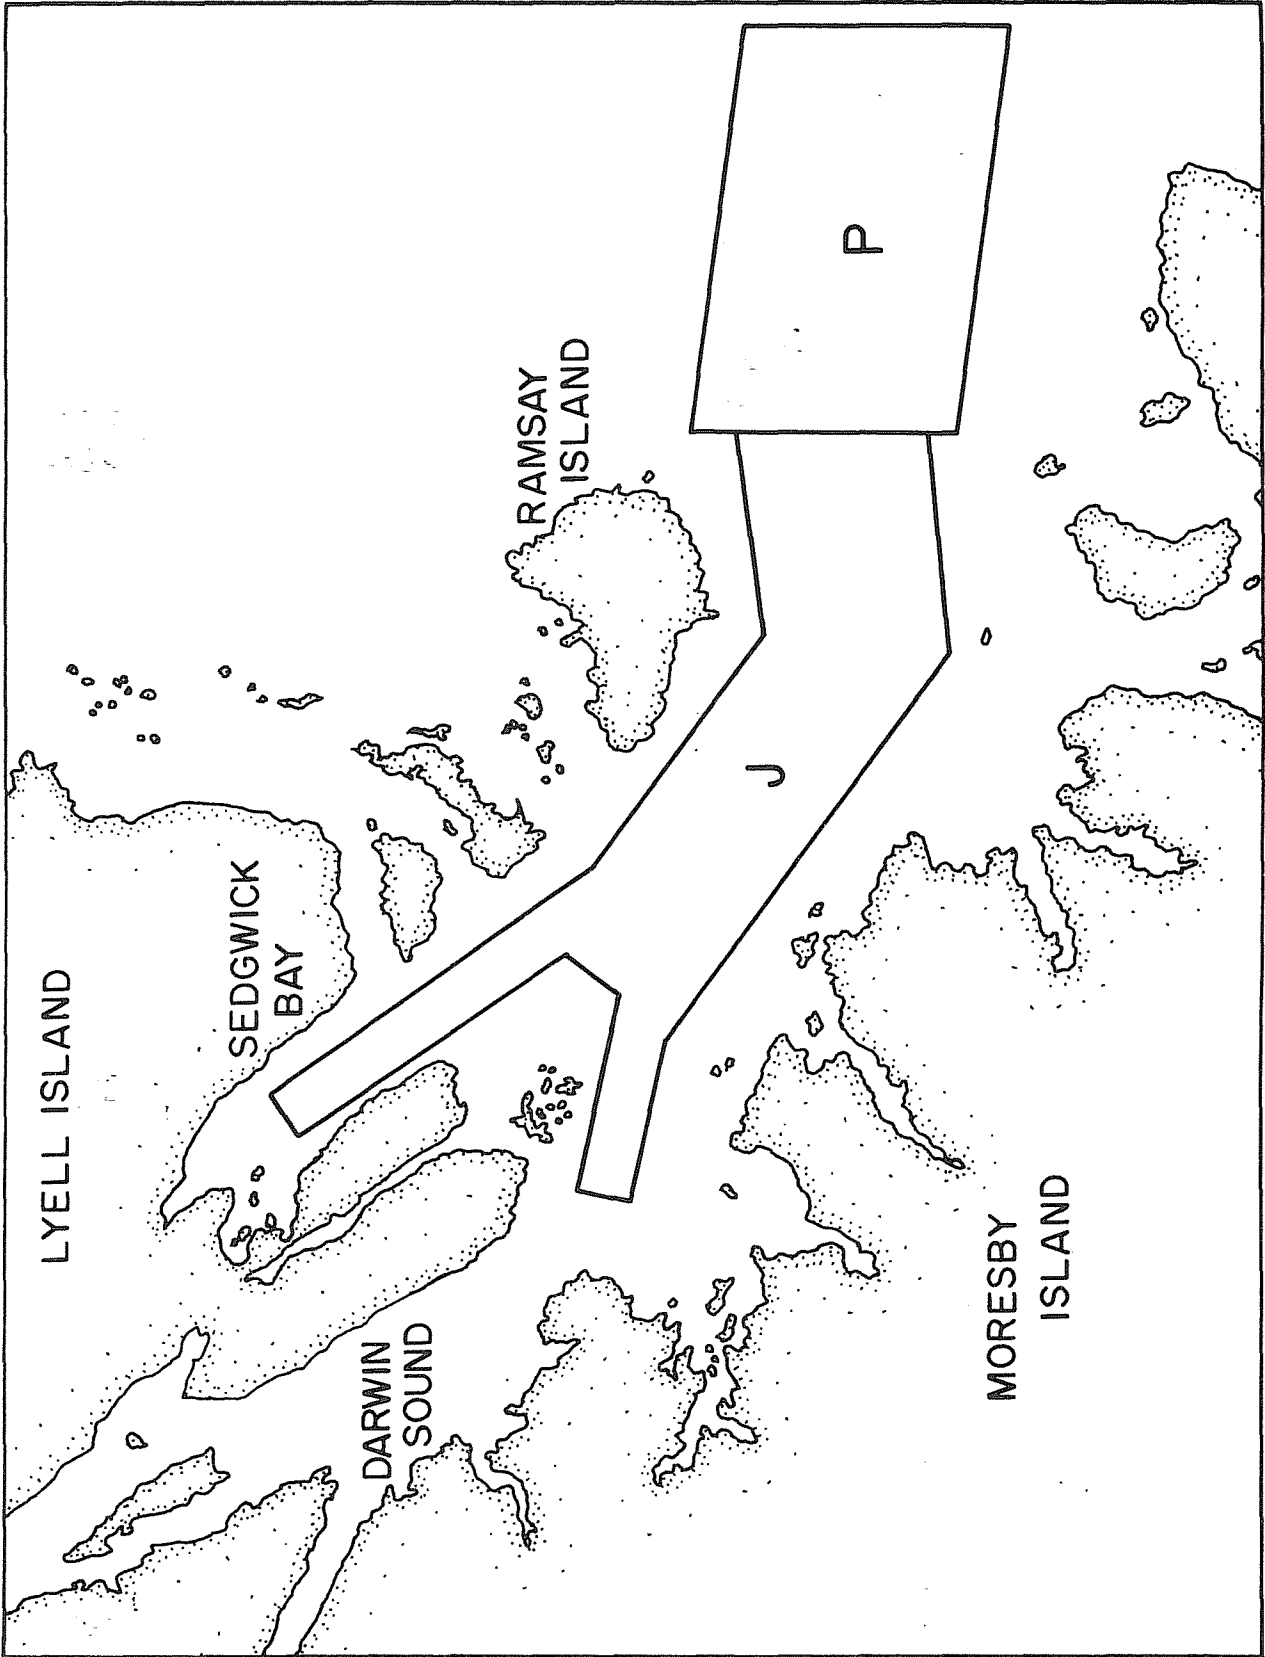 LYELL ISLAND
SEDGWICK
BAY
DARWIN
SOUND
RAMSAY
ISLAND
J
P
MORESBY
ISLAND